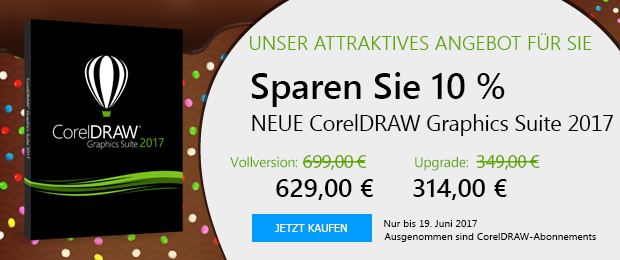 CorelDRAW®
Graphics Suite 2017
UNSER ATTRAKTIVES ANGEBOT FÜR SIE
Sparen Sie 10 %
NEUE CorelDRAW Graphics Suite 2017
Vollversion: 699,00 € Upgrade: 349,00 €
629,00 € 314,00 €
JETZT KAUFEN
Nur bis 19. Juni 2017
Ausgenommen sind CorelDRAW-Abonnements